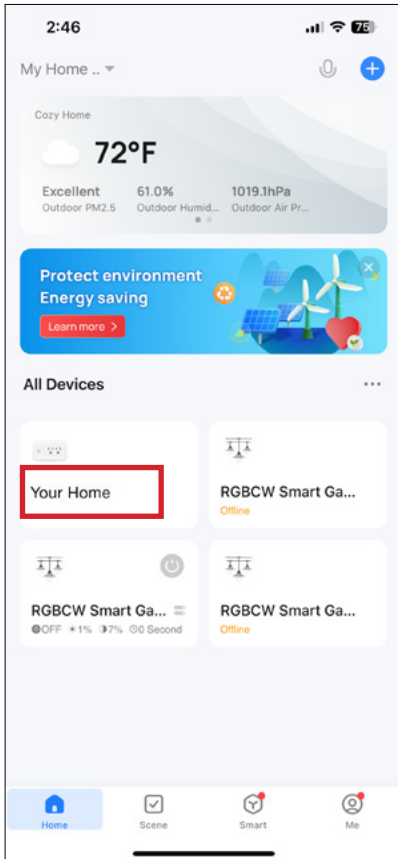 2:46
75
My Home ..
Cozy Home
72°F
Excellent 61.0% 1019.1hPa
Outdoor PM2.5 Outdoor Humid... Outdoor Air Pr...
Protect environment
Energy saving
Learn more >
All Devices
...
Your Home
RGBCW Smart Ga...
Offline
RGBCW Smart Ga...
OFF 1% 7% 0 Second
RGBCW Smart Ga...
Offline
Home Scene Smart Me